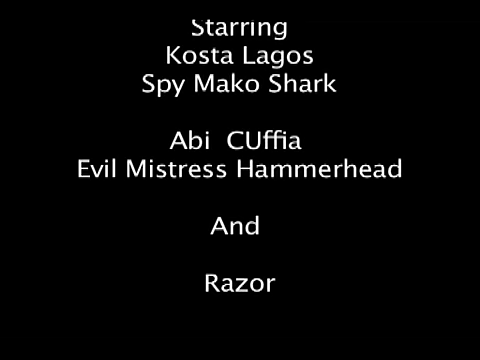 Starring
Kosta Lagos
Spy Mako Shark
Abi  CUffia
Evil Mistress Hammerhead
And
Razor